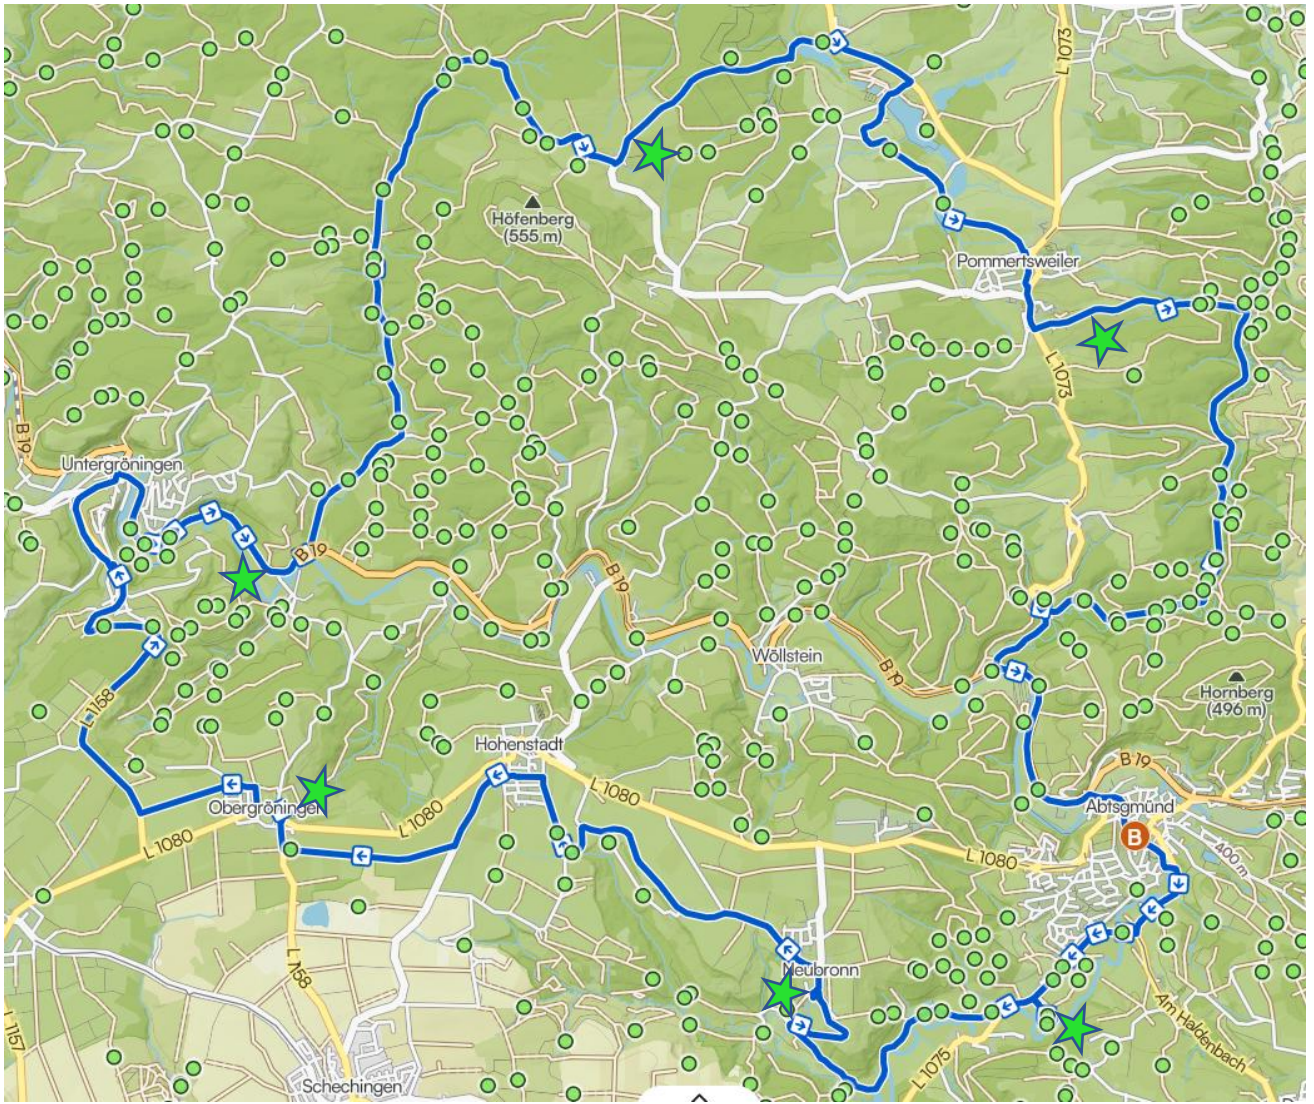 L 1073
Höfenberg
(555 m)
Pommertsweiler
L 1073
B 19
Untergröningen
B 19
B 19
Wöllstein
B 19
Hornberg
(496 m)
L 1158
Hohenstadt
B 19
L 1080
Obergröningen
L 1080
Abtsgmünd
B
L 1080
L 1080
400 m
L 1158
Neubronn
Am Haldenbach
L 1157
L 1075
Schechingen